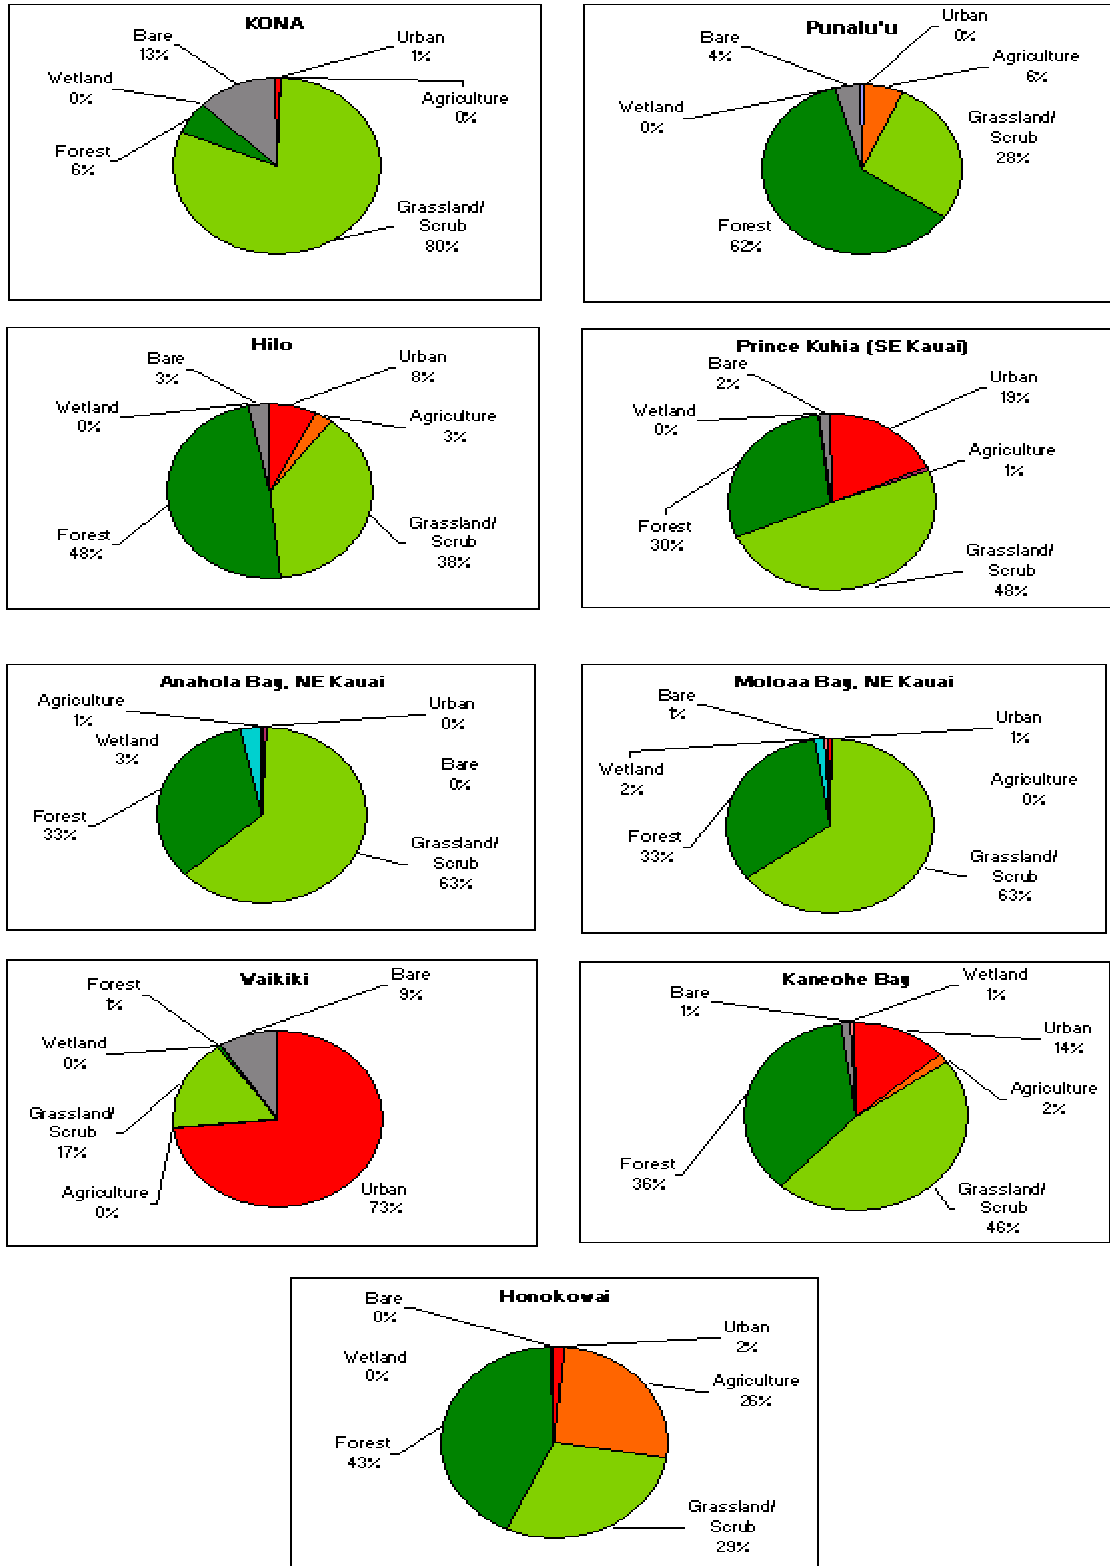 KONA
Bare
13%
Urban
1%
Wetland
0%
Agriculture
0%
Forest
6%
Grassland/
Scrub
80%
Punalu'u
Urban
0%
Bare
4%
Agriculture
6%
Wetland
0%
Grassland/
Scrub
28%
Forest
62%
Hilo
Bare
3%
Urban
8%
Wetland
0%
Agriculture
3%
Forest
48%
Grassland/
Scrub
38%
Prince Kuhia (SE Kauai)
Bare
2%
Urban
19%
Wetland
0%
Agriculture
1%
Forest
30%
Grassland/
Scrub
48%
Anahola Bay, NE Kauai
Agriculture
1%
Urban
0%
Wetland
3%
Bare
0%
Forest
33%
Grassland/
Scrub
63%
Moloaa Bay, NE Kauai
Bare
1%
Urban
1%
Wetland
2%
Agriculture
0%
Forest
33%
Grassland/
Scrub
63%
Waikiki
Forest
1%
Bare
9%
Wetland
0%
Grassland/
Scrub
17%
Agriculture
0%
Urban
73%
Kaneohe Bay
Bare
1%
Wetland
1%
Urban
14%
Agriculture
2%
Forest
36%
Grassland/
Scrub
46%
Honokowai
Bare
0%
Urban
2%
Wetland
0%
Agriculture
26%
Forest
43%
Grassland/
Scrub
29%